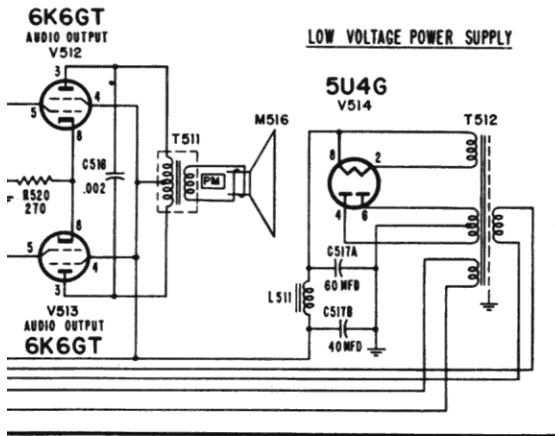 6K6GT
AUDIO OUTPUT
V512
LOW VOLTAGE POWER SUPPLY
5U4G
V514
3
4
5
8
C516
.002
T511
M516
PM
T512
8
2
4
6
R520
270
5
8
4
3
C517A
60 MFD
L511
C517B
40 MFD
V513
AUDIO OUTPUT
6K6GT